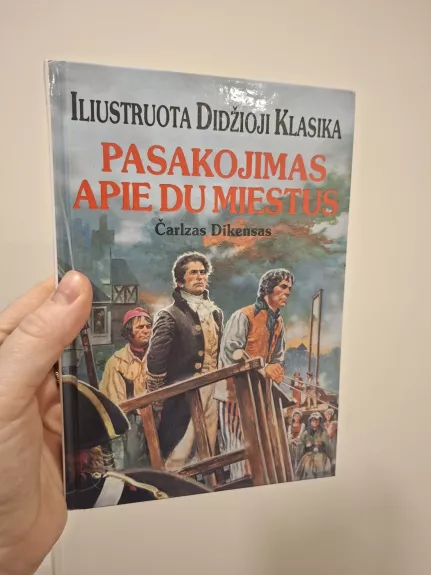 ILIUSTRUOTA DIDŽIOJI KLASIKA
PASAKOJIMAS
APIE DU MIESTUS
Čarlzas Dikensas